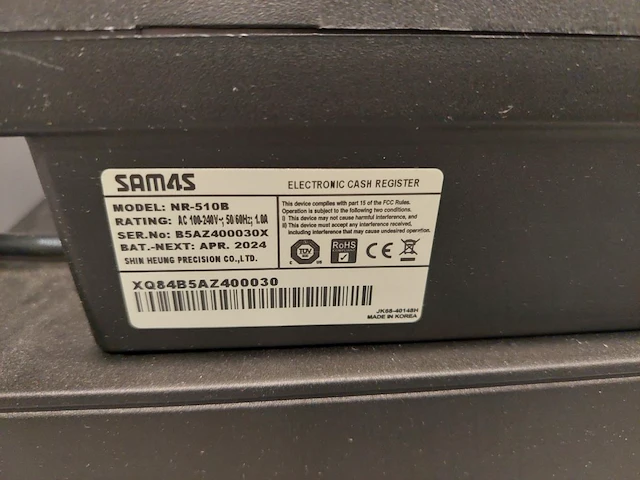 SAM4S
ELECTRONIC CASH REGISTER
MODEL: NR-510B
RATING: AC 100-240V~; 50/60Hz; 1.0A
SER.No: B5AZ400030X
BAT.-NEXT: APR. 2024
SHIN HEUNG PRECISION CO.,LTD.
This device complies with part 15 of the FCC Rules.
Operation is subject to the following two conditions.
I) This device may not cause harmful interference, and
II) This device must accept any interference received,
including interference that may cause undesired operation.
TÜV
RoHS
COMPLIANT
CE
XQ84B5AZ400030
JK68-40148H
MADE IN KOREA